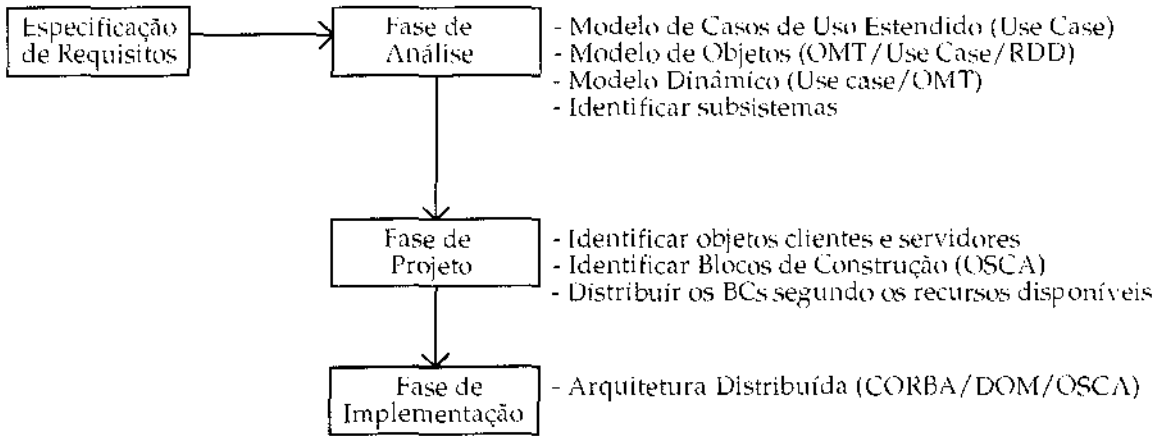 Especificação
de Requisitos
Fase de
Análise
- Modelo de Casos de Uso Estendido (Use Case)
- Modelo de Objetos (OMT/Use Case/RDD)
- Modelo Dinâmico (Use case/OMT)
- Identificar subsistemas
Fase de
Projeto
- Identificar objetos clientes e servidores
- Identificar Blocos de Construção (OSCA)
- Distribuir os BCs segundo os recursos disponíveis
Fase de
Implementação
- Arquitetura Distribuída (CORBA/DOM/OSCA)